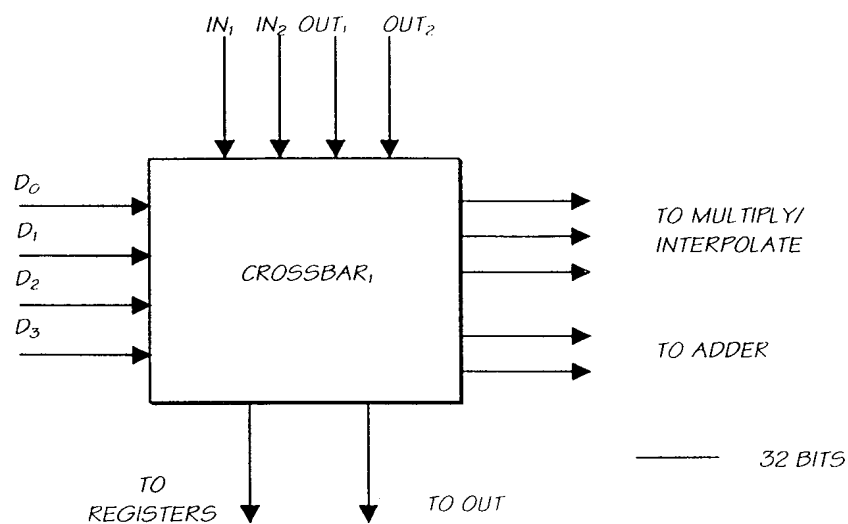 IN₁ IN₂ OUT₁ OUT₂
D₀
D₁
D₂
D₃
CROSSBAR₁
TO MULTIPLY/
INTERPOLATE
TO ADDER
32 BITS
TO
REGISTERS
TO OUT